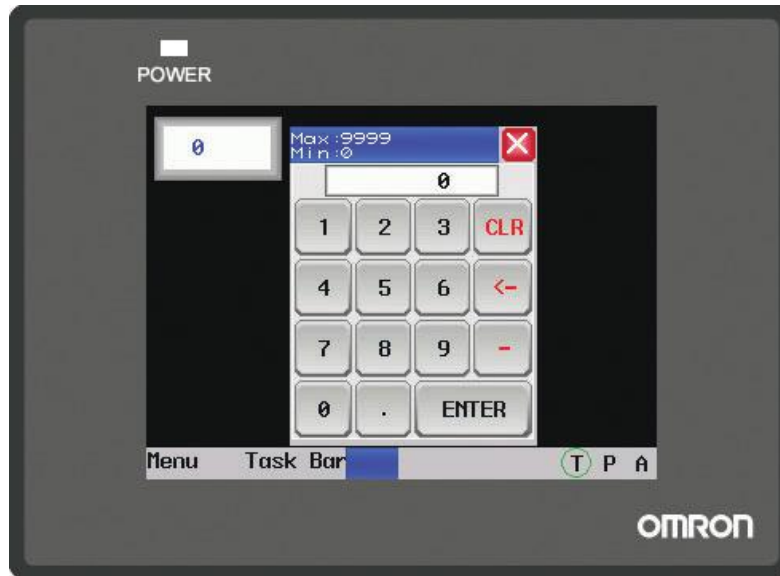 POWER
0
Max:9999
Min:0
0
1 2 3 CLR
4 5 6 <-
7 8 9 -
0 . ENTER
Menu Task Bar T P A
OMRON